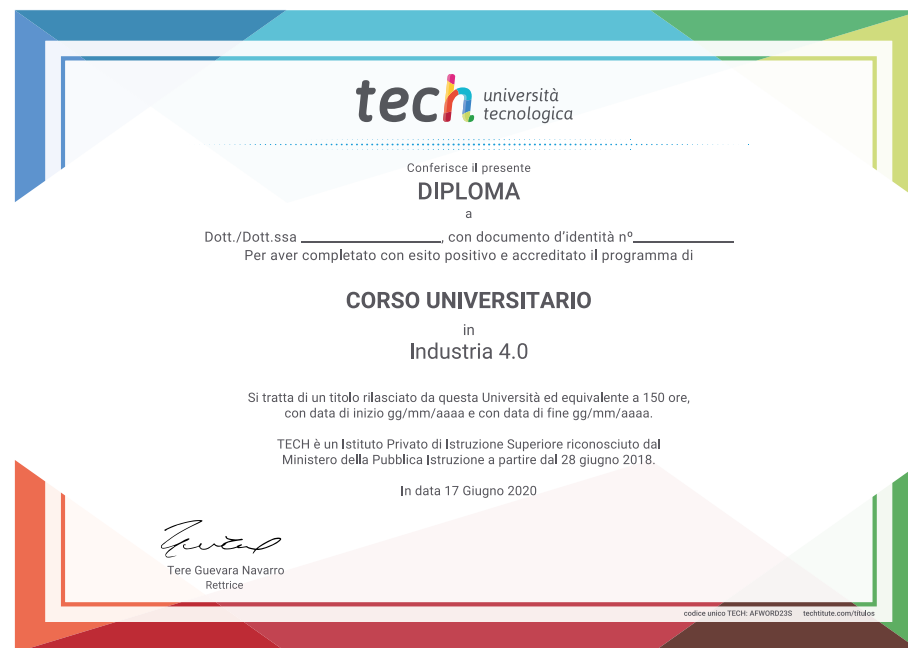 tech università
tecnologica
Conferisce il presente
DIPLOMA
a
Dott./Dott.ssa ____________________, con documento d'identità nº______________
Per aver completato con esito positivo e accreditato il programma di
CORSO UNIVERSITARIO
in
Industria 4.0
Si tratta di un titolo rilasciato da questa Università ed equivalente a 150 ore,
con data di inizio gg/mm/aaaa e con data di fine gg/mm/aaaa.
TECH è un Istituto Privato di Istruzione Superiore riconosciuto dal
Ministero della Pubblica Istruzione a partire dal 28 giugno 2018.
In data 17 Giugno 2020
Tere Guevara Navarro
Rettrice
codice unico TECH: AFWORD23S techtitute.com/títulos